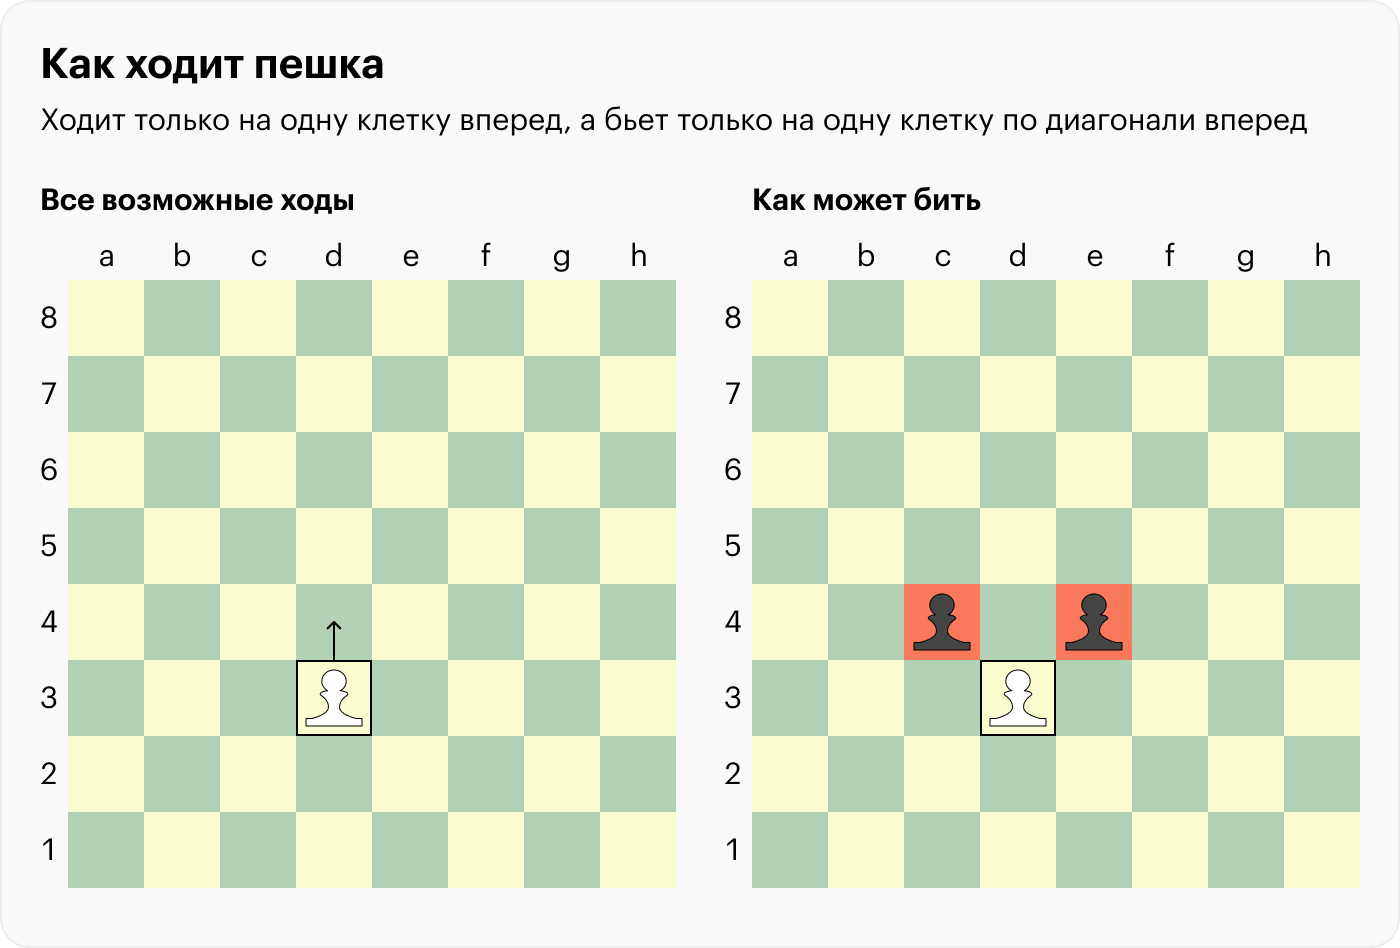 Как ходит пешка
Ходит только на одну клетку вперед, а бьет только на одну клетку по диагонали вперед
Все возможные ходы
a b c d e f g h
8
7
6
5
4
3
2
1
Как может бить
a b c d e f g h
8
7
6
5
4
3
2
1